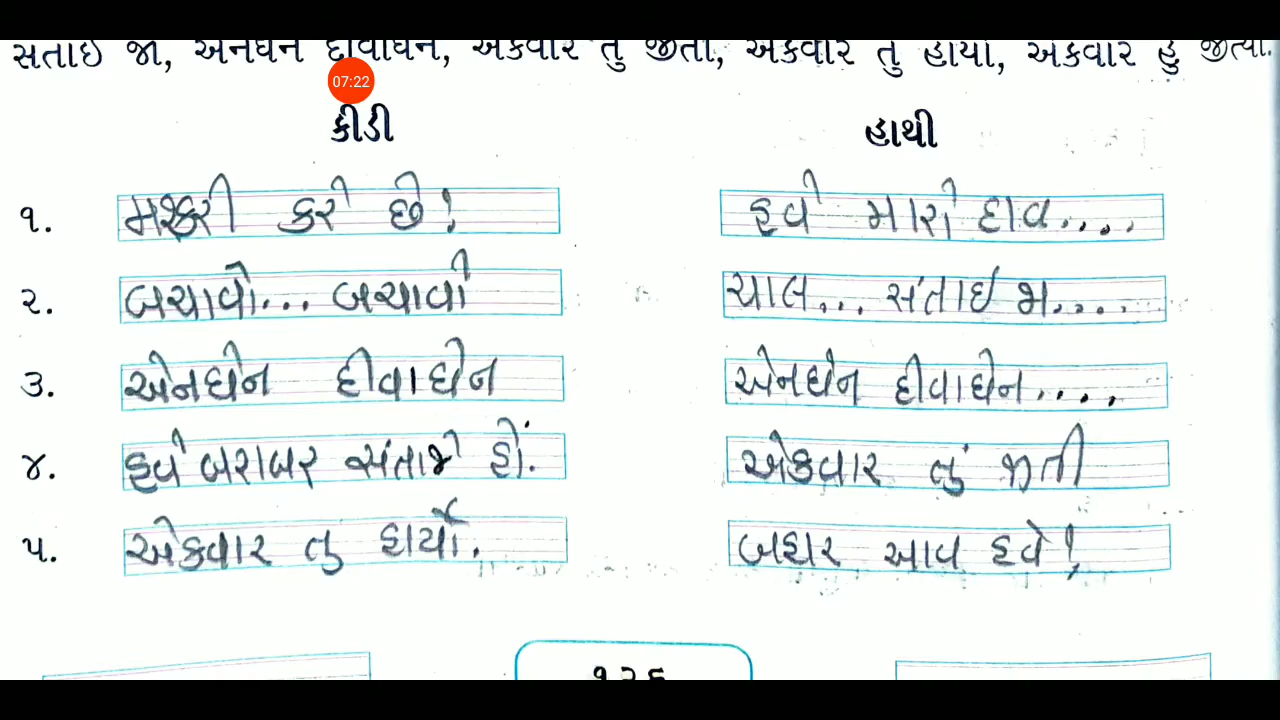 સંતાઇ જા, એનઘેન દીવાઘેન, એકવાર તું જીતી, એકવાર તું હાર્યો, એકવાર હું જીત્યો.
07:22
કીડી હાથી
૧. મશ્કરી કરે છે! હવે મારો દાવ....
૨. બચાવો... બચાવો ચાલ... સંતાઇ જા....
૩. એનઘેન દીવાઘેન એનઘેન દીવાઘેન....
૪. હવે બરાબર સંતાજે હોં. એકવાર તું જીતી
૫. એકવાર તુ હાર્યો. બહાર આવ હવે!